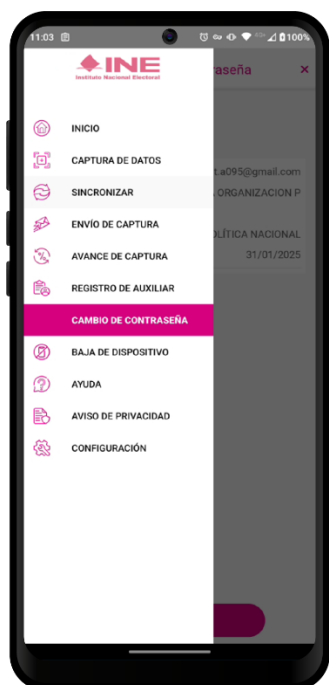 11:03
100%
INE
Instituto Nacional Electoral
raseña
×
INICIO
CAPTURA DE DATOS
t.a095@gmail.com
SINCRONIZAR
ORGANIZACION P
ENVÍO DE CAPTURA
OLÍTICA NACIONAL
AVANCE DE CAPTURA
31/01/2025
REGISTRO DE AUXILIAR
CAMBIO DE CONTRASEÑA
BAJA DE DISPOSITIVO
AYUDA
AVISO DE PRIVACIDAD
CONFIGURACIÓN